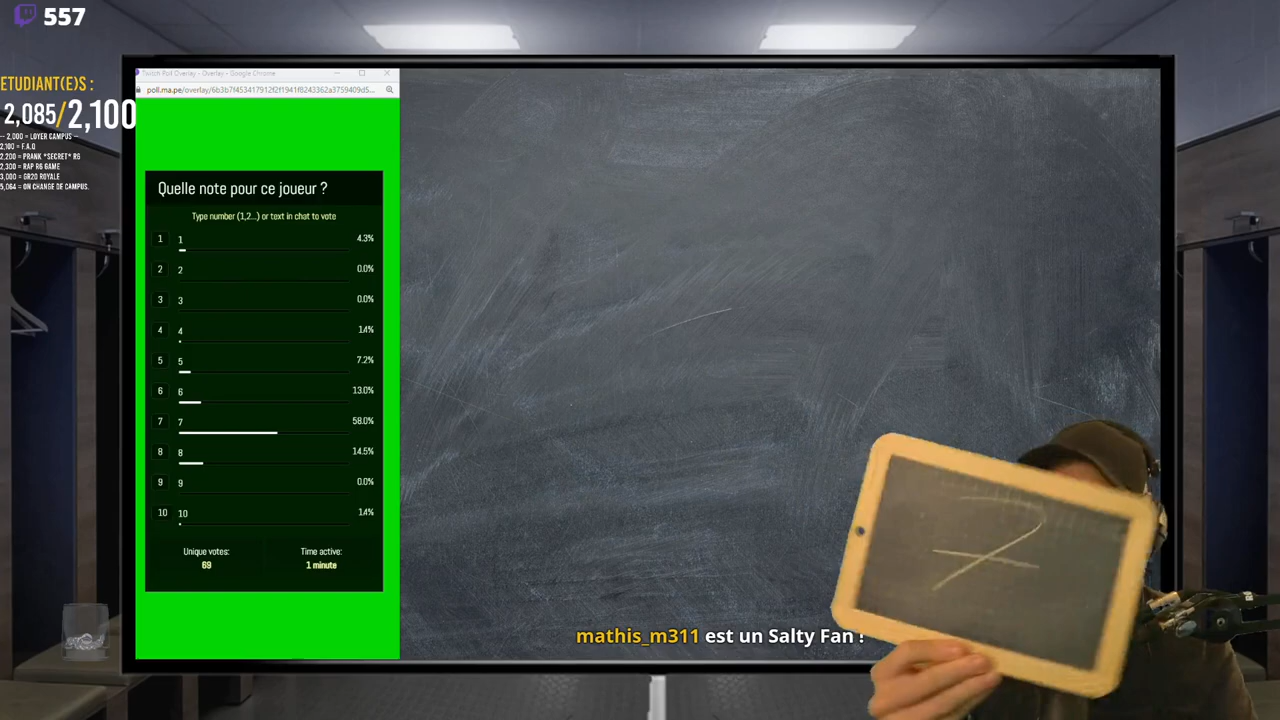 557
ETUDIANT(E)S :
2,085/2,100
-- 2,000 = LOYER CAMPUS --
2,100 = F.A.Q
2,200 = PRANK *SECRET* R6
2,300 = RAP R6 GAME
3,000 = GR20 ROYALE
5,064 = ON CHANGE DE CAMPUS.
Twitch Poll Overlay - Overlay - Google Chrome
Quelle note pour ce joueur ?
Type number (1,2...) or text in chat to vote
1 1 4.3%
2 2 0.0%
3 3 0.0%
4 4 1.4%
5 5 7.2%
6 6 13.0%
7 7 58.0%
8 8 14.5%
9 9 0.0%
10 10 1.4%
Unique votes: Time active:
69 1 minute
7
mathis_m311 est un Salty Fan !